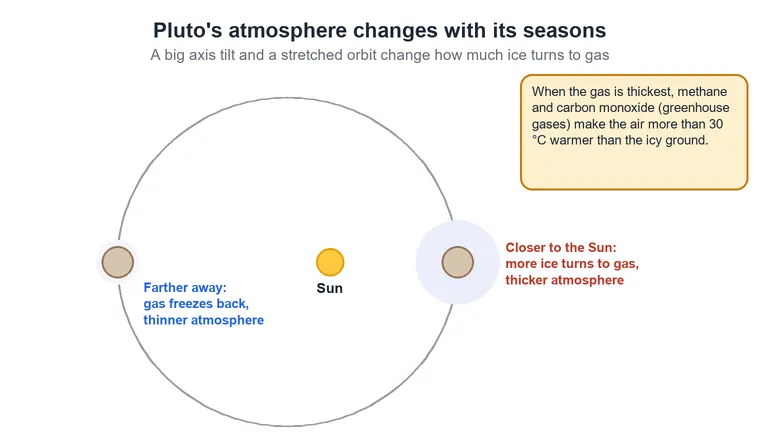 Pluto's atmosphere changes with its seasons
A big axis tilt and a stretched orbit change how much ice turns to gas
When the gas is thickest, methane
and carbon monoxide (greenhouse
gases) make the air more than 30
°C warmer than the icy ground.
Closer to the Sun:
more ice turns to gas,
thicker atmosphere
Sun
Farther away:
gas freezes back,
thinner atmosphere